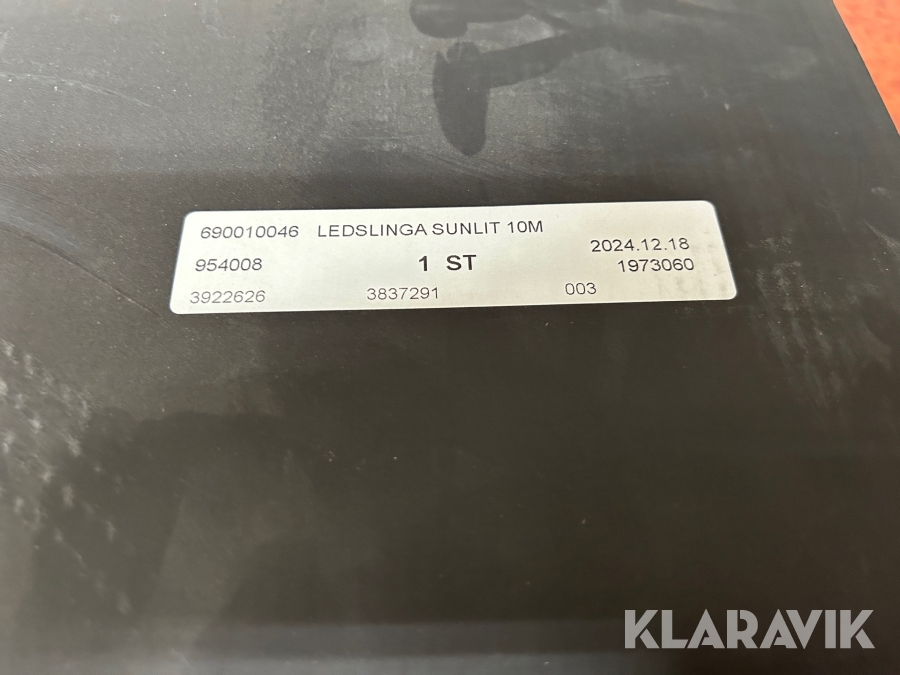 690010046 LEDSLINGA SUNLIT 10M
2024.12.18
954008 1 ST 1973060
3922626 3837291 003
KLARAVIK